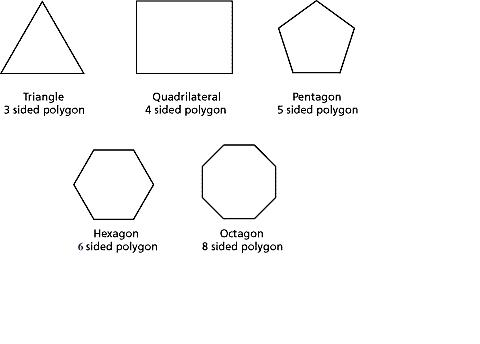 Triangle
3 sided polygon
Quadrilateral
4 sided polygon
Pentagon
5 sided polygon
Hexagon
6 sided polygon
Octagon
8 sided polygon